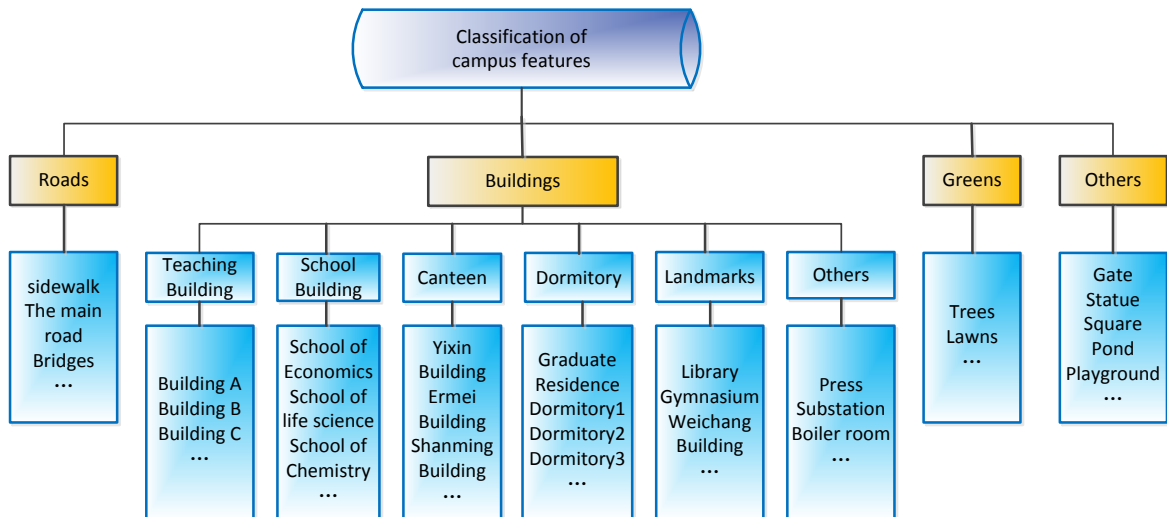 Classification of
campus features
Roads
Buildings
Greens
Others
sidewalk
The main
road
Bridges
...
Teaching
Building
School
Building
Canteen
Dormitory
Landmarks
Others
Building A
Building B
Building C
...
School of
Economics
School of
life science
School of
Chemistry
...
Yixin
Building
Ermei
Building
Shanming
Building
...
Graduate
Residence
Dormitory1
Dormitory2
Dormitory3
...
Library
Gymnasium
Weichang
Building
...
Press
Substation
Boiler room
...
Trees
Lawns
...
Gate
Statue
Square
Pond
Playground
...